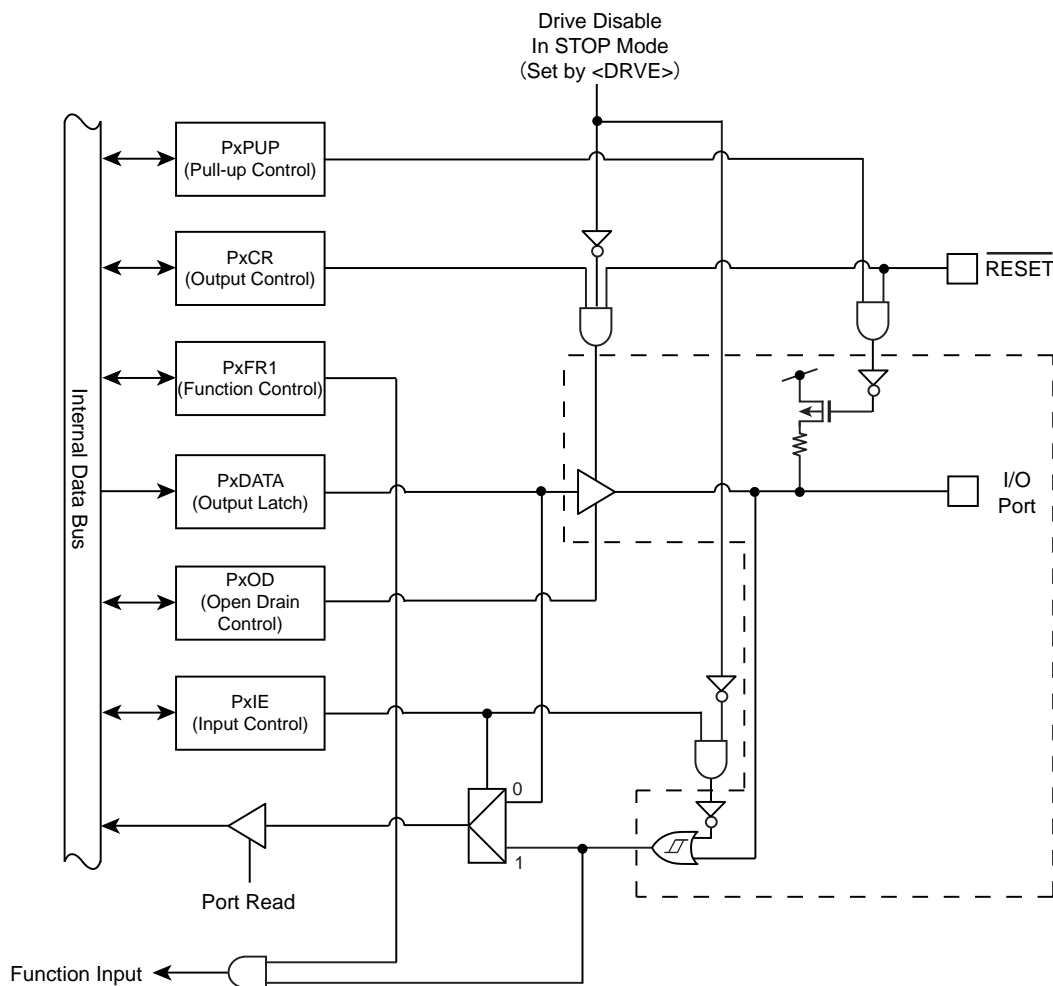 Drive Disable
In STOP Mode
(Set by <DRVE>)
PxPUP
(Pull-up Control)
PxCR
(Output Control)
RESET
PxFR1
(Function Control)
Internal Data Bus
PxDATA
(Output Latch)
I/O
Port
PxOD
(Open Drain
Control)
PxIE
(Input Control)
0
1
Port Read
Function Input